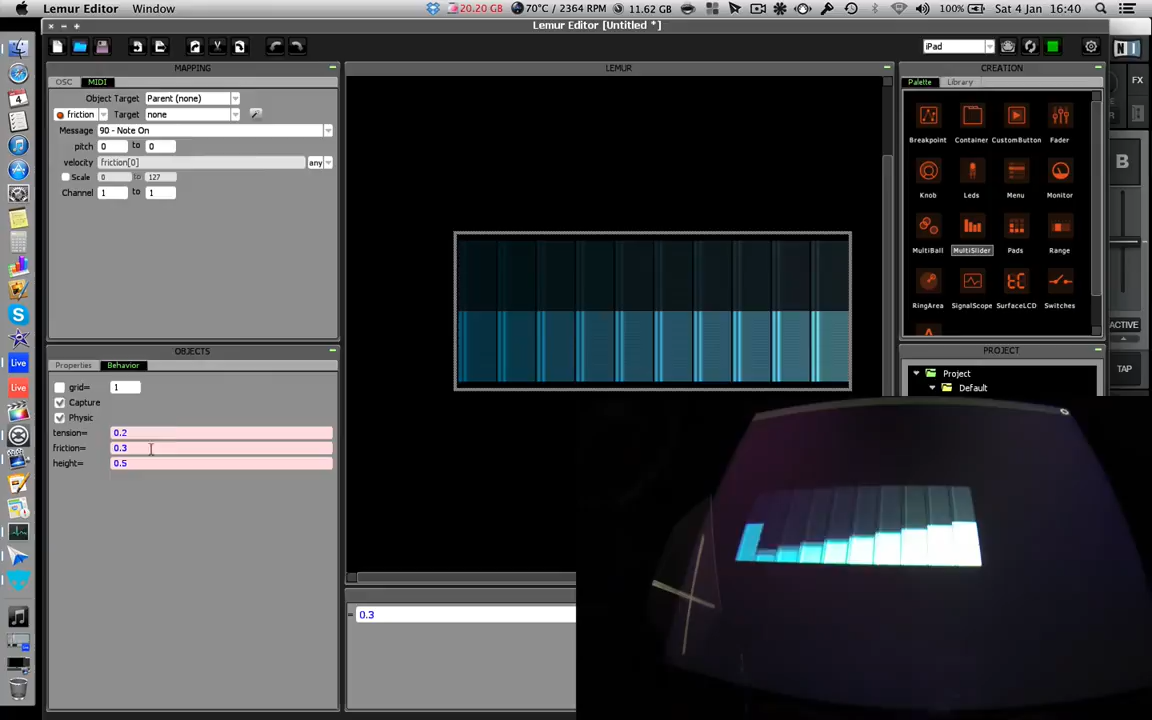 Lemur Editor Window 20.20 GB 70°C / 2364 RPM 11.62 GB 100% Sat 4 Jan 16:40
Lemur Editor [Untitled *]
iPad
MAPPING
OSC MIDI
Object Target Parent (none)
friction Target none
Message 90 - Note On
pitch 0 to 0
velocity friction[0] any
Scale 0 to 127
Channel 1 to 1
LEMUR
CREATION
Palette Library
Breakpoint Container CustomButton Fader
Knob Leds Menu Monitor
MultiBall MultiSlider Pads Range
RingArea SignalScope SurfaceLCD Switches
OBJECTS
Properties Behavior
grid= 1
Capture
Physic
tension= 0.2
friction= 0.3
height= 0.5
PROJECT
Project
Default
= 0.3
FX
B
ACTIVE
TAP
4
Live
Live